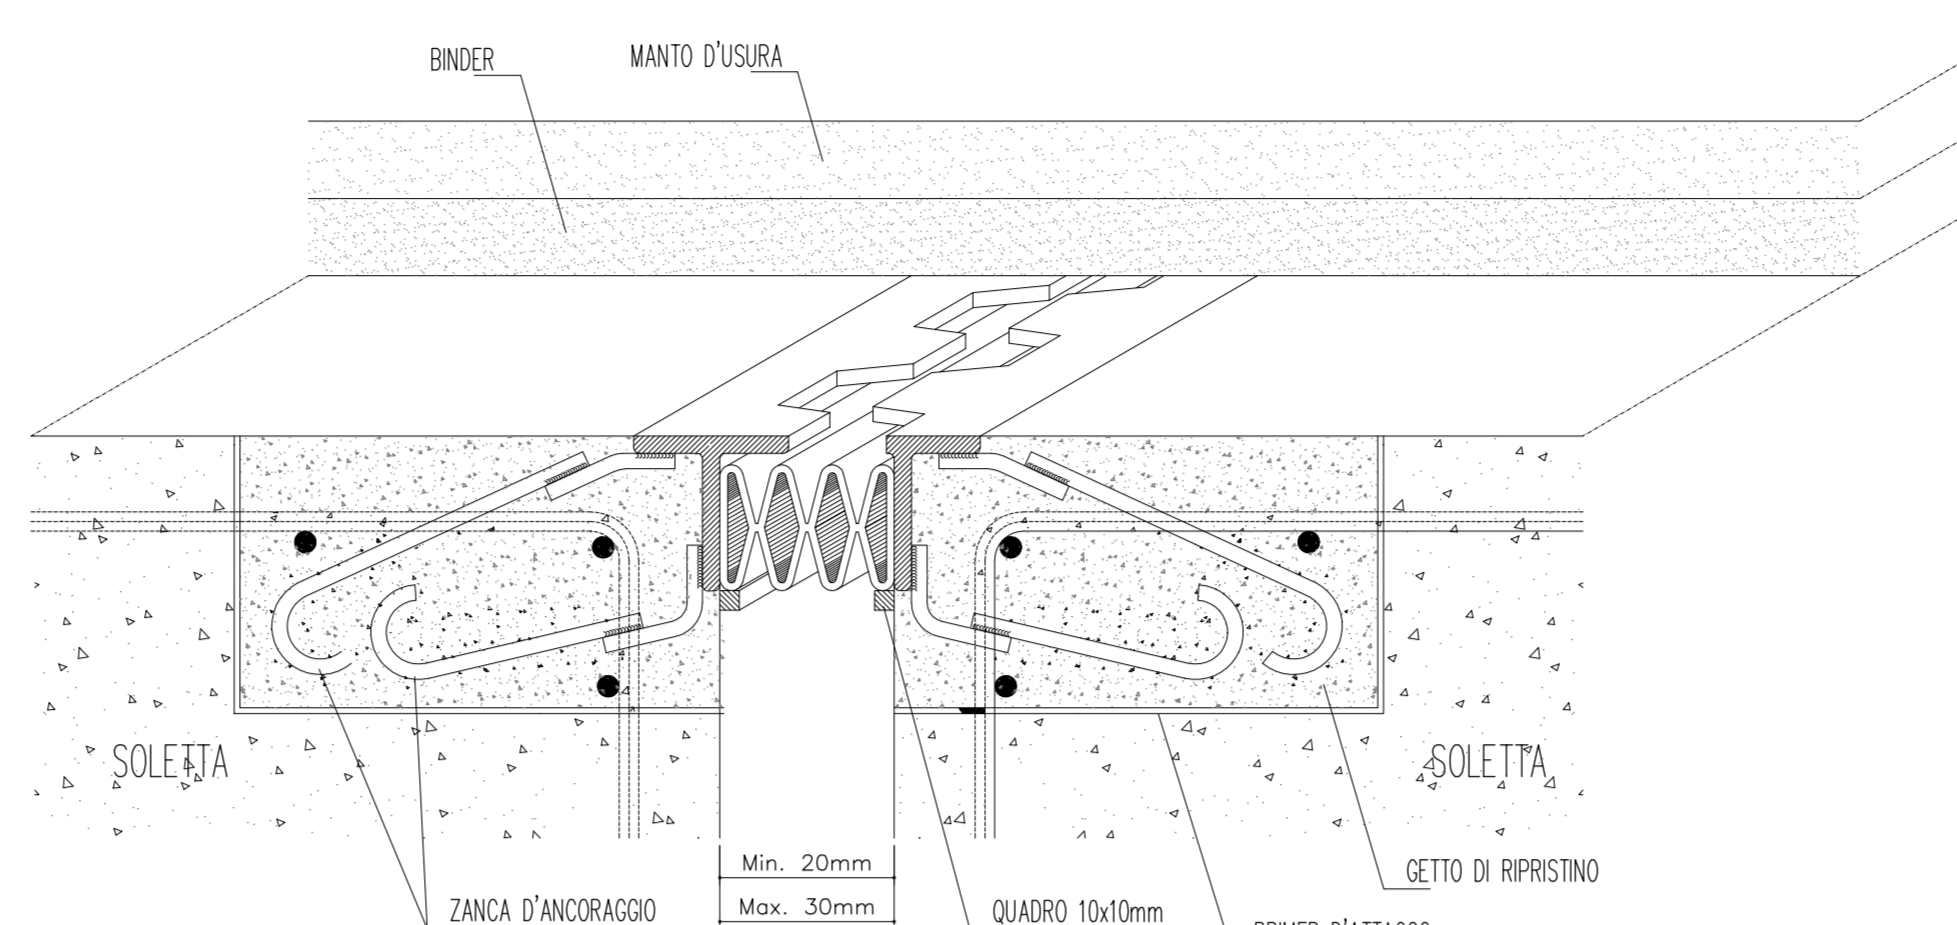 BINDER
MANTO D'USURA
SOLETTA
SOLETTA
Min. 20mm
Max. 30mm
GETTO DI RIPRISTINO
ZANCA D'ANCORAGGIO
QUADRO 10x10mm